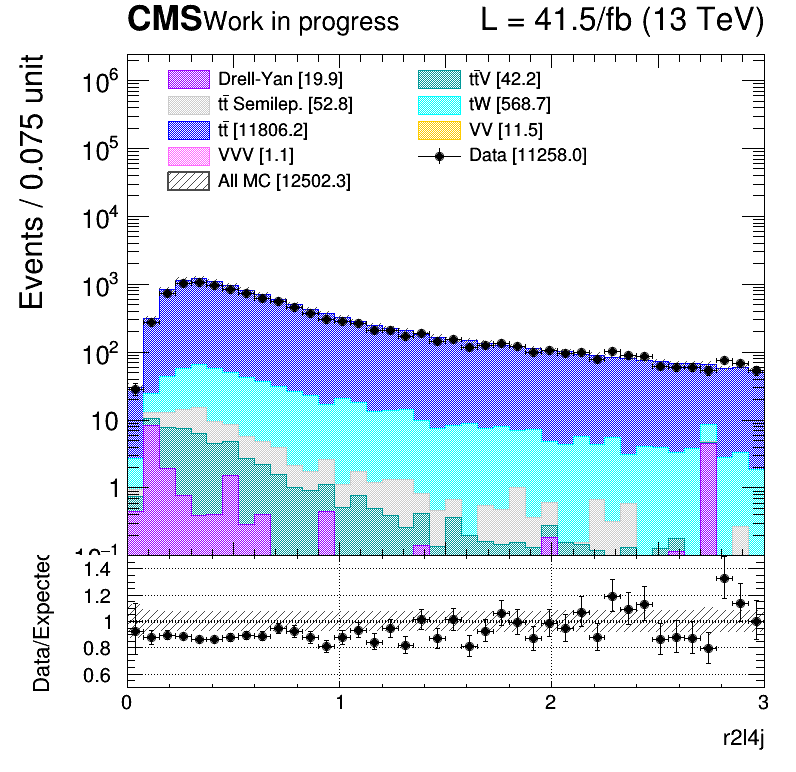 CMS Work in progress L = 41.5/fb (13 TeV)
Events / 0.075 unit
Drell-Yan [19.9]
tt̄V [42.2]
tt̄ Semilep. [52.8]
tW [568.7]
tt̄ [11806.2]
VV [11.5]
VVV [1.1]
Data [11258.0]
All MC [12502.3]
10⁶
10⁵
10⁴
10³
10²
10
1
10⁻¹
Data/Expected
1.4
1.2
1
0.8
0.6
0 1 2 3
r2l4j